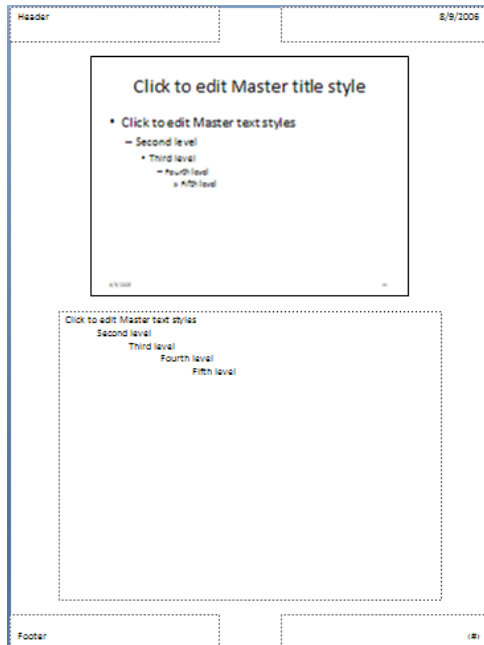 Header
8/9/2006
Click to edit Master title style
• Click to edit Master text styles
– Second level
• Third level
– Fourth level
» Fifth level
Click to edit Master text styles
Second level
Third level
Fourth level
Fifth level
Footer
(#)